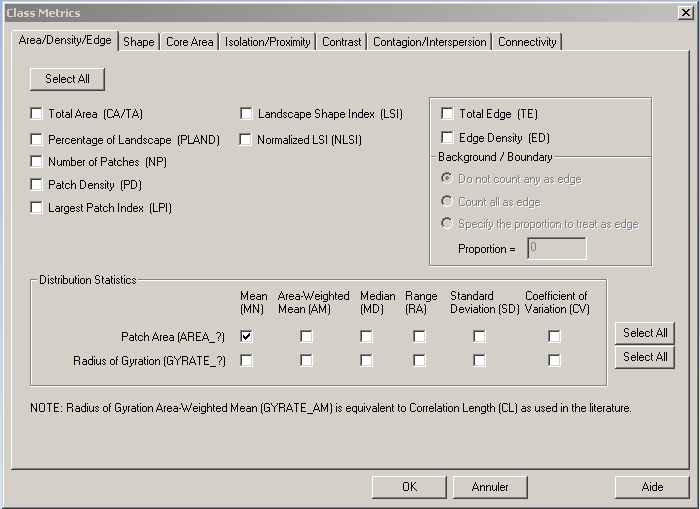 Class Metrics
Area/Density/Edge Shape Core Area Isolation/Proximity Contrast Contagion/Interspersion Connectivity
Select All
Total Area (CA/TA)
Percentage of Landscape (PLAND)
Number of Patches (NP)
Patch Density (PD)
Largest Patch Index (LPI)
Landscape Shape Index (LSI)
Normalized LSI (NLSI)
Total Edge (TE)
Edge Density (ED)
Background / Boundary
Do not count any as edge
Count all as edge
Specify the proportion to treat as edge
Proportion = 0
Distribution Statistics
Mean (MN)
Area-Weighted Mean (AM)
Median (MD)
Range (RA)
Standard Deviation (SD)
Coefficient of Variation (CV)
Patch Area (AREA_?)
Select All
Radius of Gyration (GYRATE_?)
Select All
NOTE: Radius of Gyration Area-Weighted Mean (GYRATE_AM) is equivalent to Correlation Length (CL) as used in the literature.
OK Annuler Aide